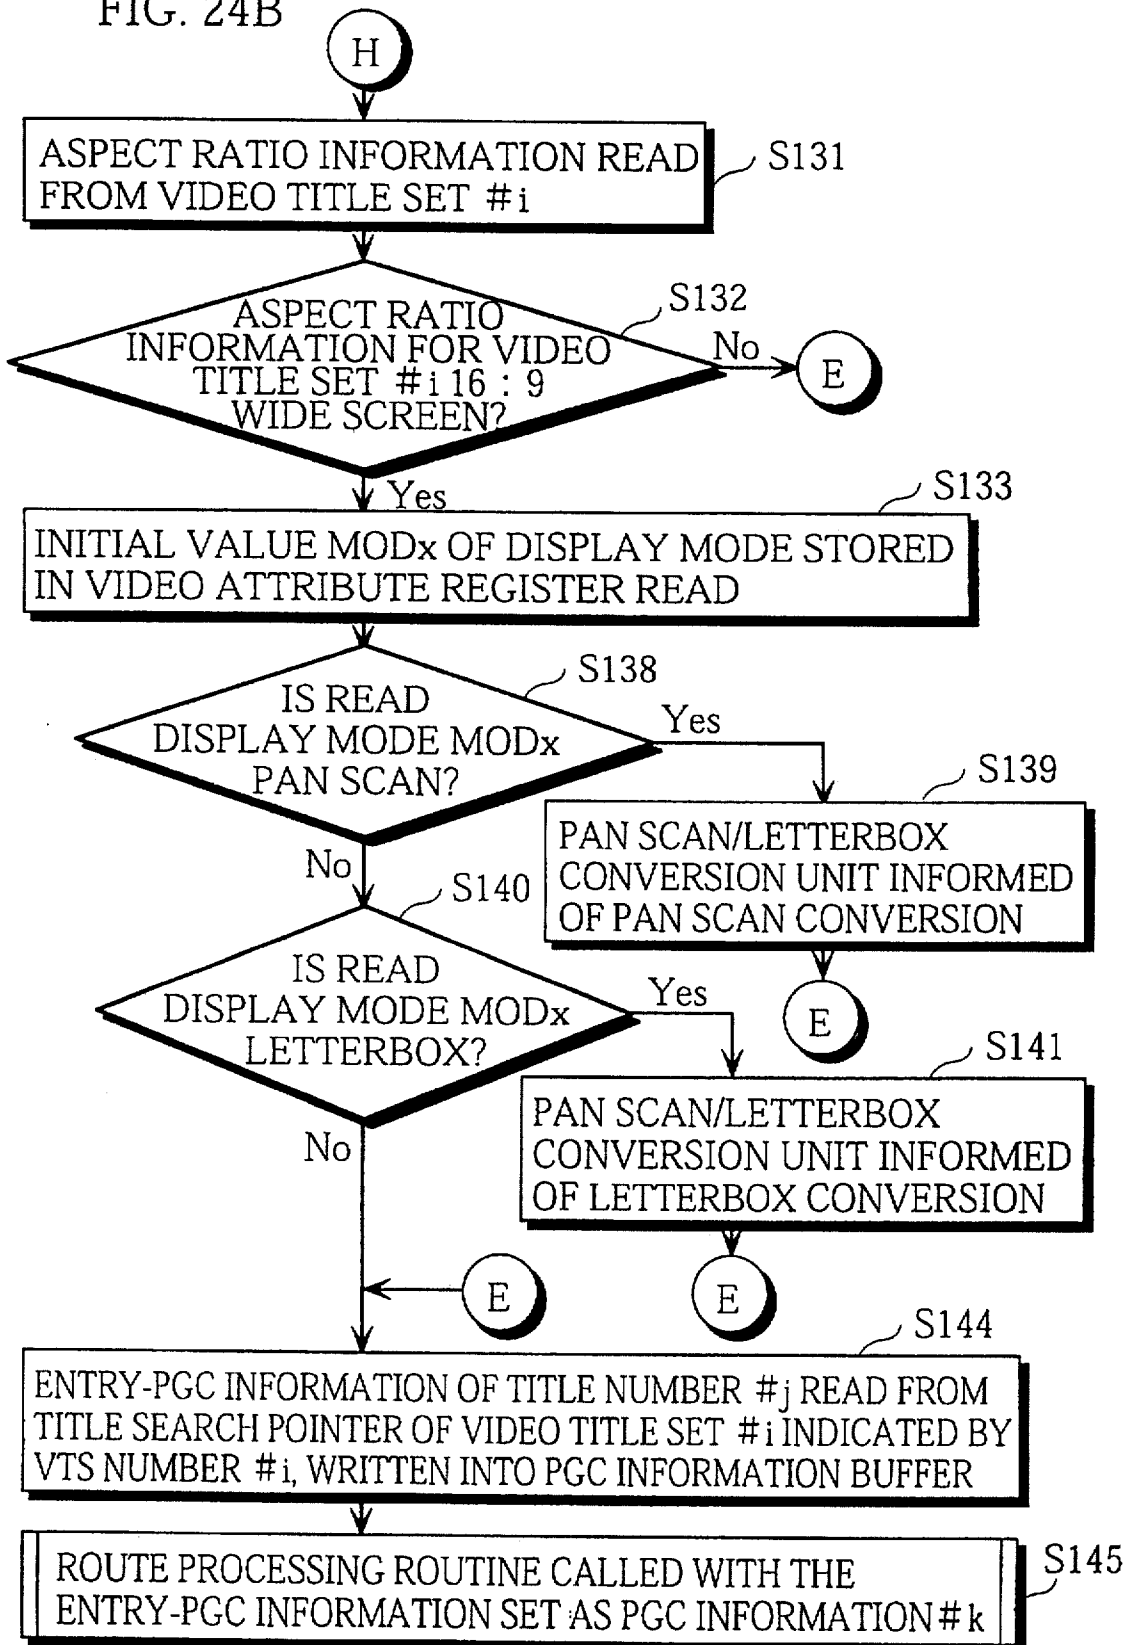 FIG. 24B
H
ASPECT RATIO INFORMATION READ
FROM VIDEO TITLE SET #i
S131
ASPECT RATIO
INFORMATION FOR VIDEO
TITLE SET #i 16 : 9
WIDE SCREEN?
S132
No
E
Yes
S133
INITIAL VALUE MODx OF DISPLAY MODE STORED
IN VIDEO ATTRIBUTE REGISTER READ
S138
IS READ
DISPLAY MODE MODx
PAN SCAN?
Yes
S139
PAN SCAN/LETTERBOX
CONVERSION UNIT INFORMED
OF PAN SCAN CONVERSION
E
No
S140
IS READ
DISPLAY MODE MODx
LETTERBOX?
Yes
S141
PAN SCAN/LETTERBOX
CONVERSION UNIT INFORMED
OF LETTERBOX CONVERSION
E
No
E
S144
ENTRY-PGC INFORMATION OF TITLE NUMBER #j READ FROM
TITLE SEARCH POINTER OF VIDEO TITLE SET #i INDICATED BY
VTS NUMBER #i, WRITTEN INTO PGC INFORMATION BUFFER
ROUTE PROCESSING ROUTINE CALLED WITH THE
ENTRY-PGC INFORMATION SET AS PGC INFORMATION #k
S145